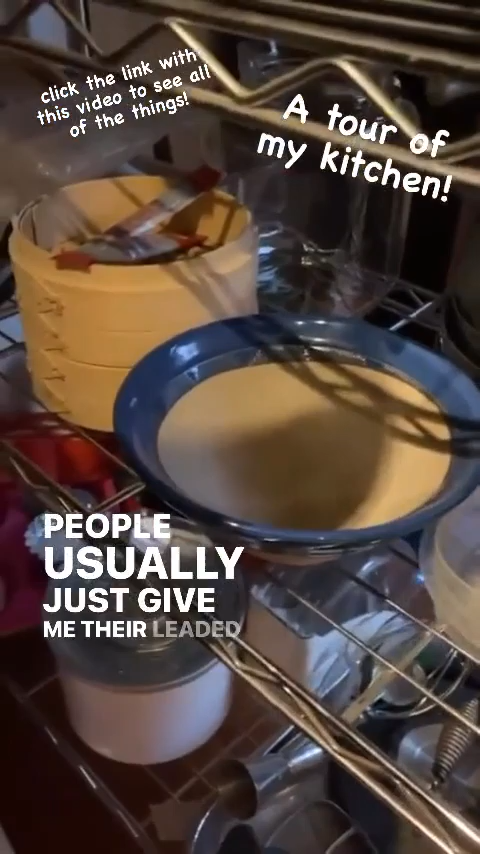 click the link with
this video to see all
of the things!
A tour of
my kitchen!
PEOPLE
USUALLY
JUST GIVE
ME THEIR LEADED